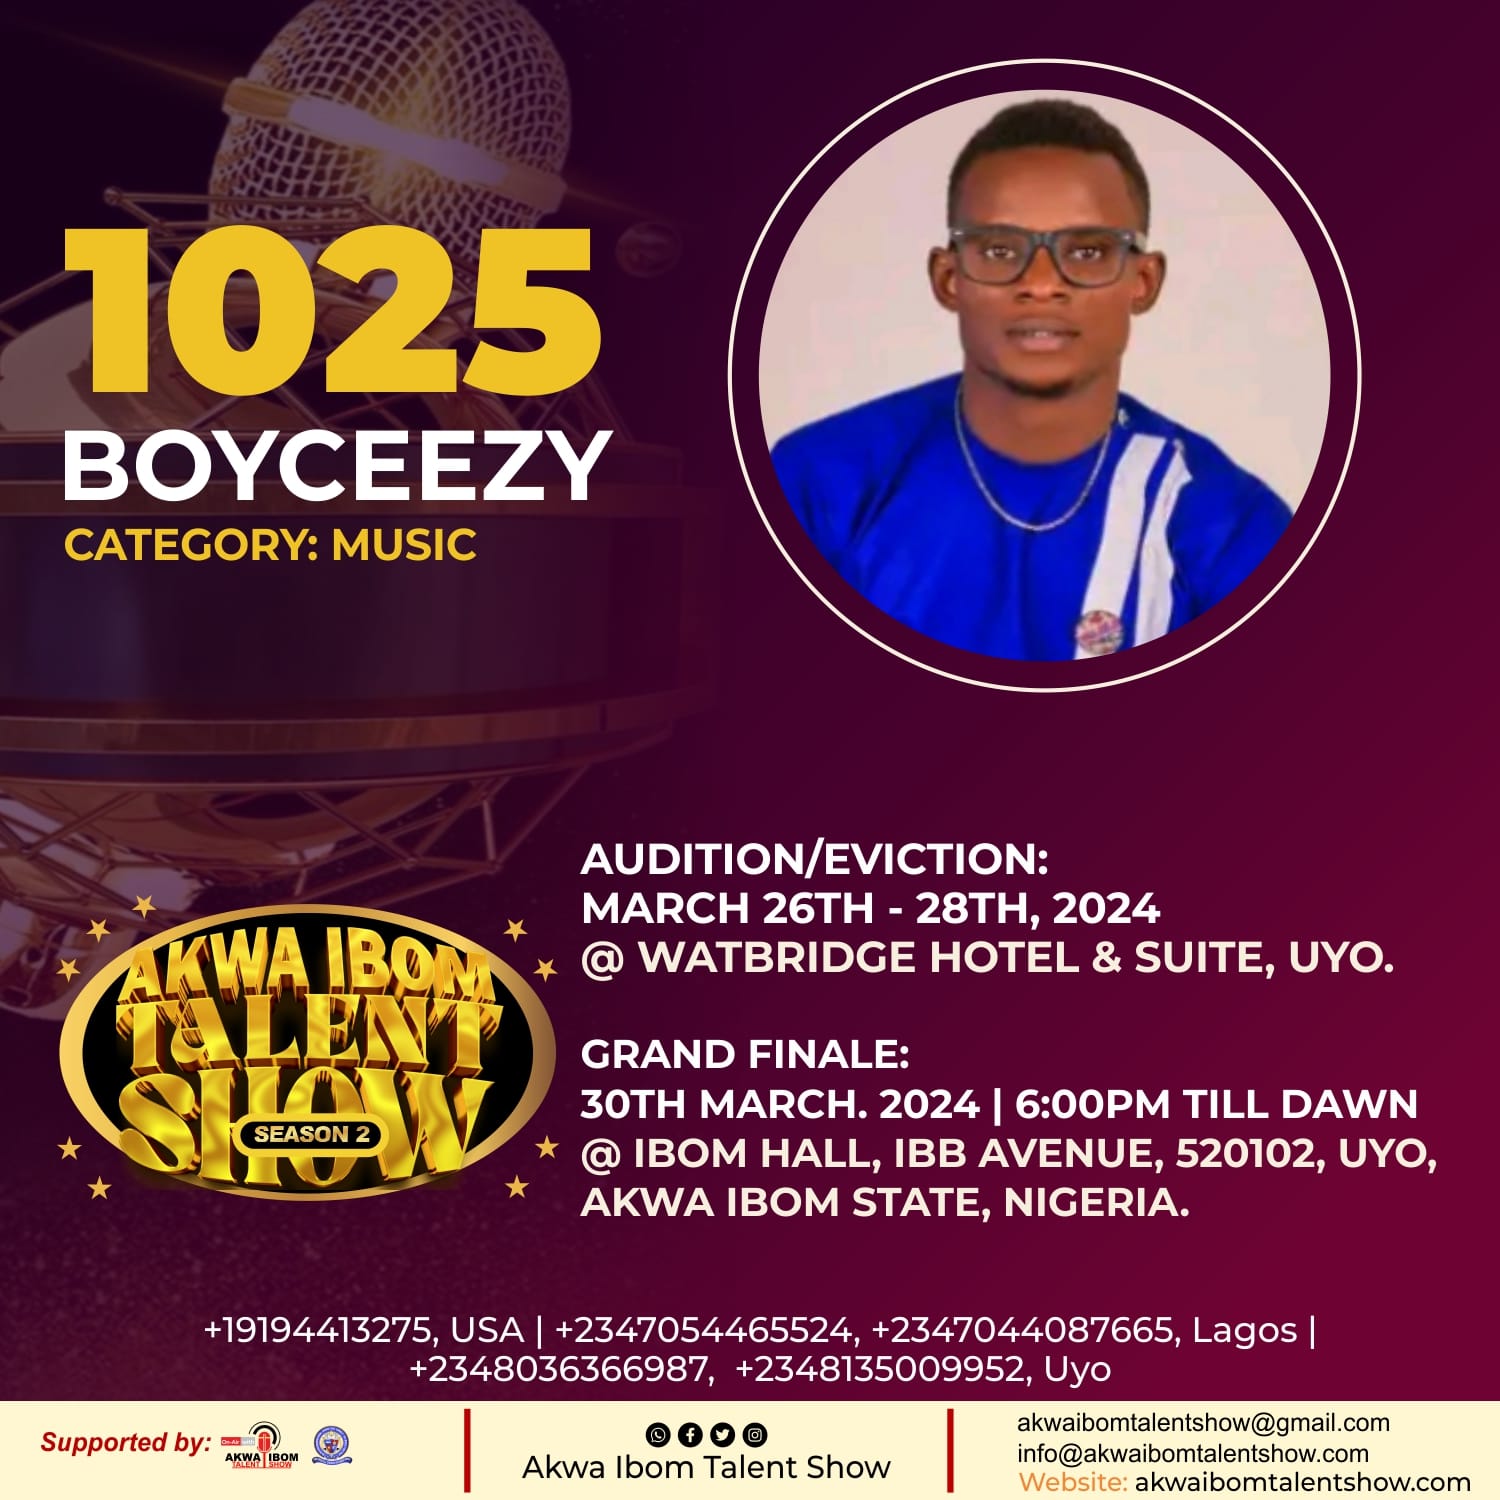 1025
BOYCEEZY
CATEGORY: MUSIC
AUDITION/EVICTION:
MARCH 26TH - 28TH, 2024
@ WATBRIDGE HOTEL & SUITE, UYO.
AKWA IBOM
TALENT
SHOW
SEASON 2
GRAND FINALE:
30TH MARCH. 2024 | 6:00PM TILL DAWN
@ IBOM HALL, IBB AVENUE, 520102, UYO,
AKWA IBOM STATE, NIGERIA.
+19194413275, USA | +2347054465524, +2347044087665, Lagos |
+2348036366987, +2348135009952, Uyo
Supported by:
On-Air with
AKWA IBOM
TALENT SHOW
Akwa Ibom Talent Show
akwaibomtalentshow@gmail.com
info@akwaibomtalentshow.com
Website: akwaibomtalentshow.com